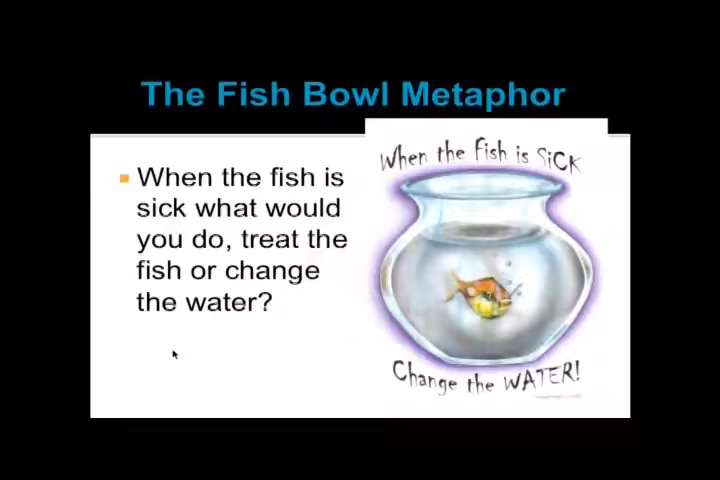 The Fish Bowl Metaphor
When the fish is SiCK
When the fish is
sick what would
you do, treat the
fish or change
the water?
Change the WATER!